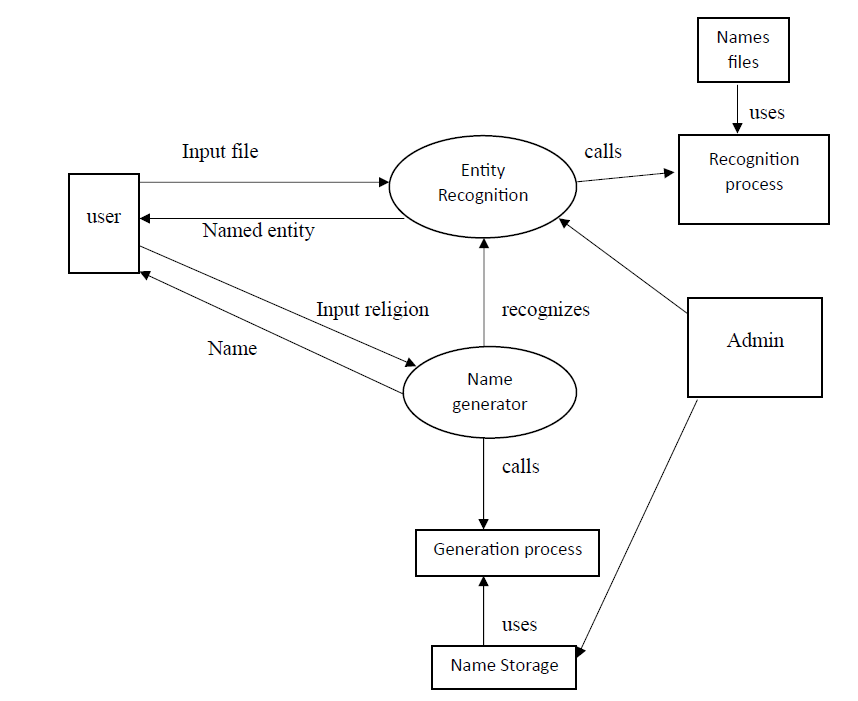 Names
files
uses
Input file
calls
Entity
Recognition
Recognition
process
user
Named entity
Input religion
recognizes
Name
Admin
Name
generator
calls
Generation process
uses
Name Storage